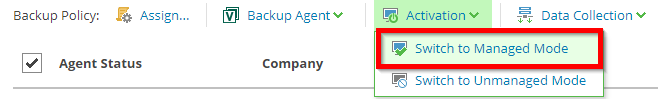 Backup Policy: Assign... Backup Agent Activation Data Collection
Switch to Managed Mode
Agent Status Company
Switch to Unmanaged Mode